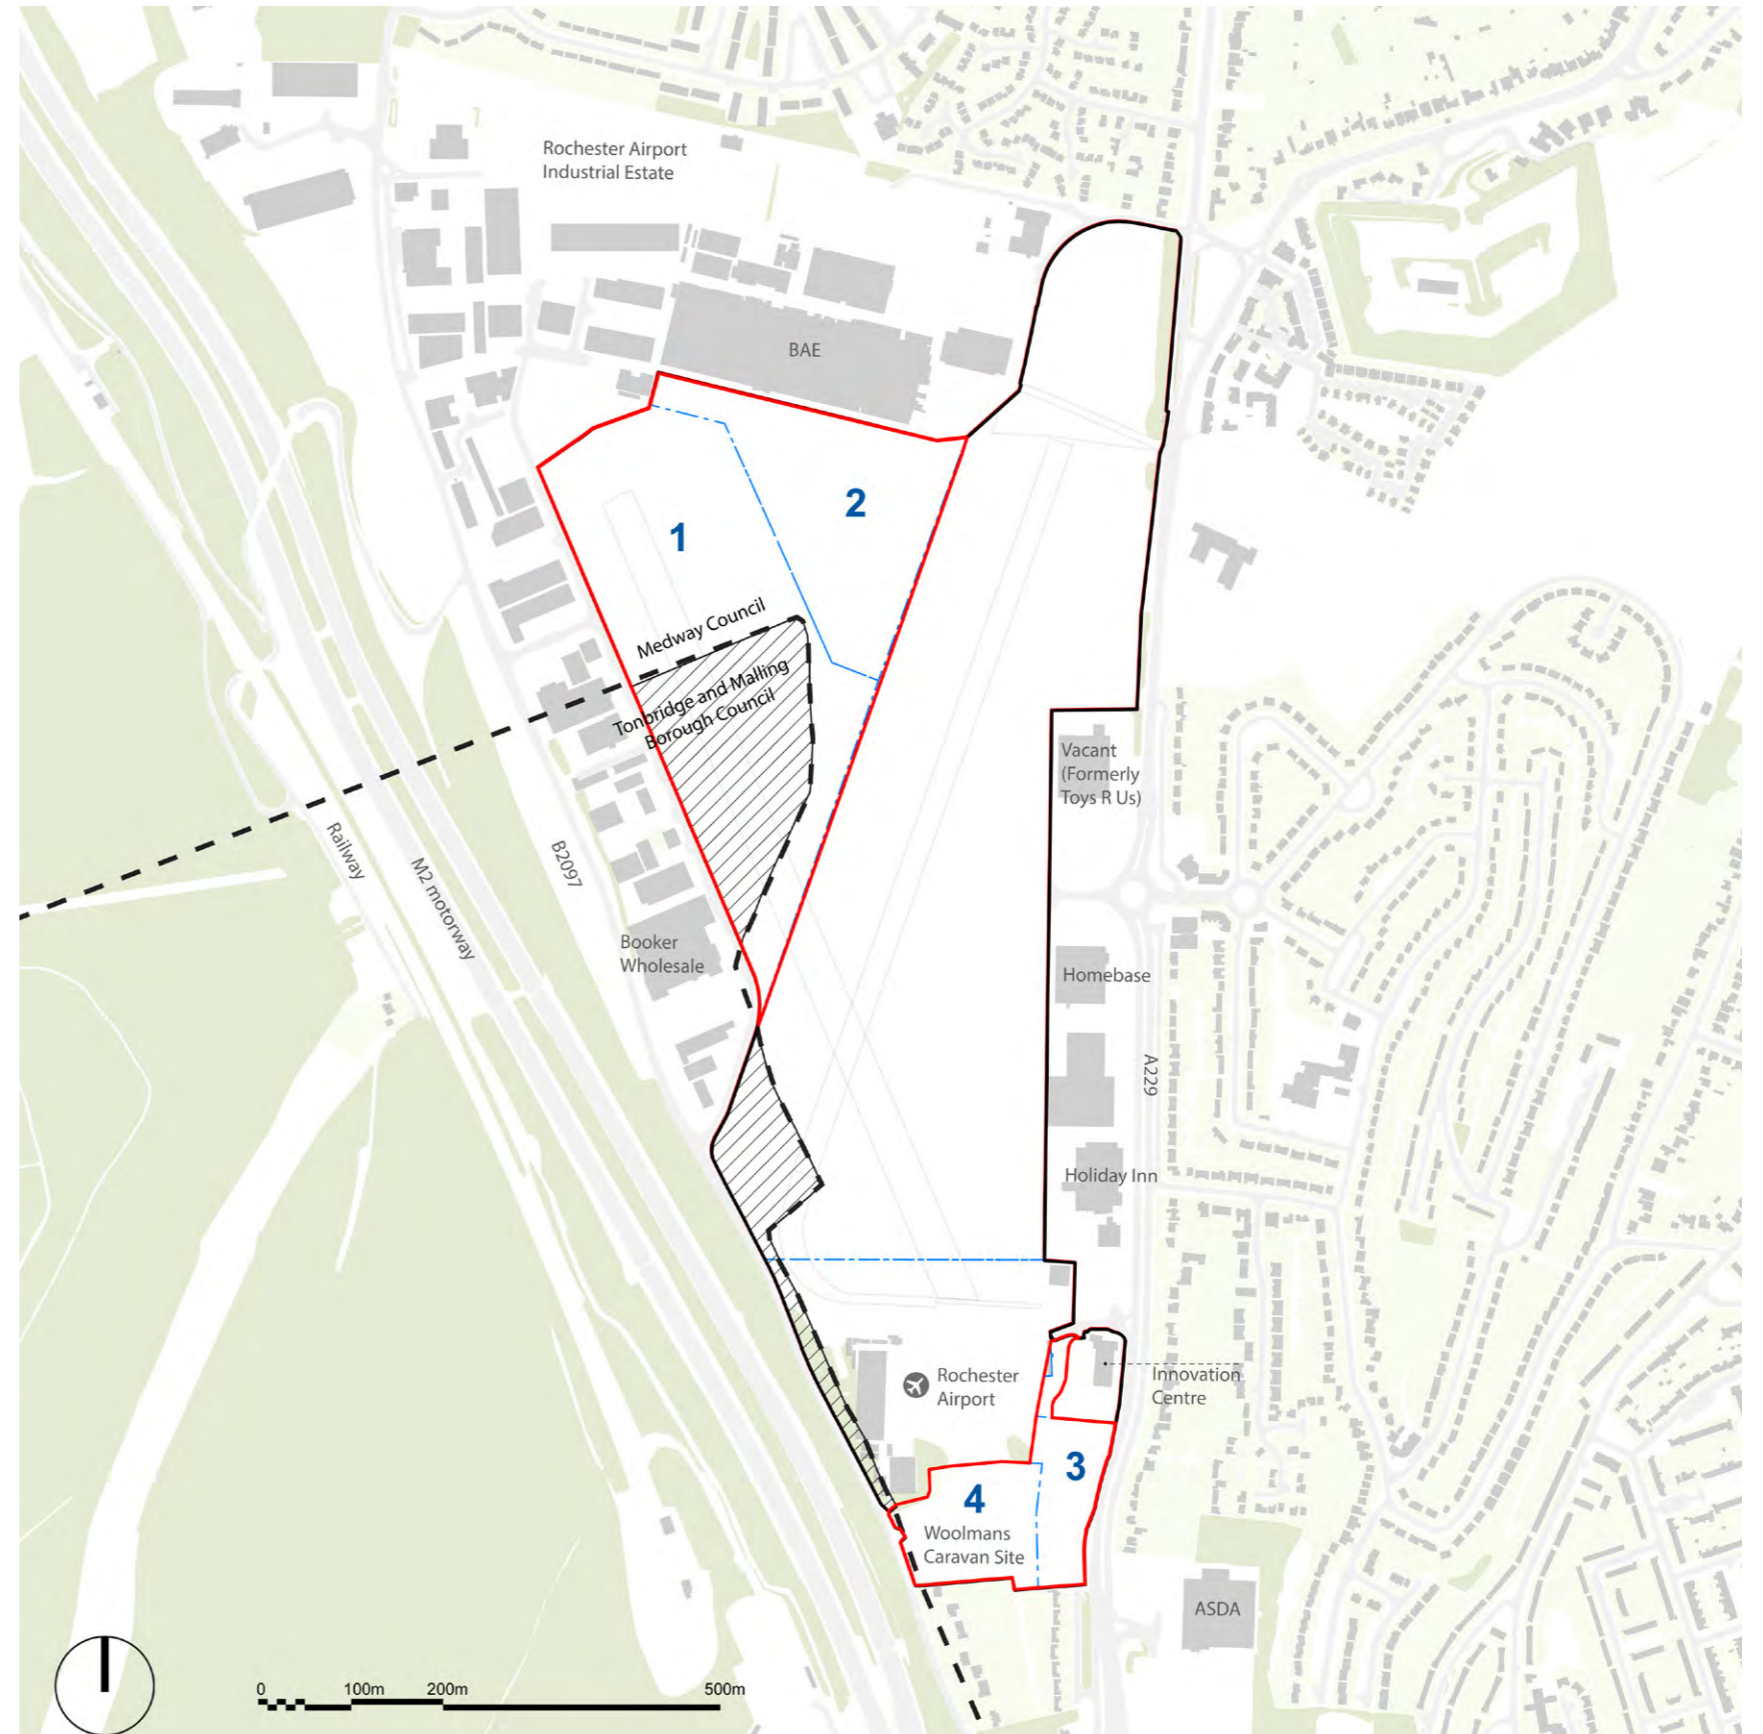 Rochester Airport
Industrial Estate
BAE
2
1
Medway Council
Tonbridge and Malling
Borough Council
Vacant
(Formerly
Toys R Us)
Railway
M2 motorway
B2097
Booker
Wholesale
Homebase
A229
Holiday Inn
Rochester
Airport
Innovation
Centre
3
4
Woolmans
Caravan Site
ASDA
0 100m 200m 500m